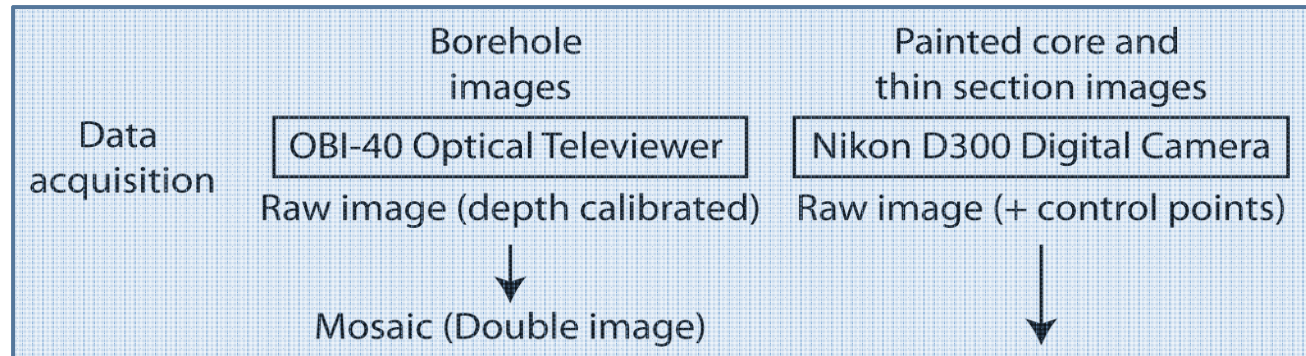 Data
acquisition
Borehole
images
OBI-40 Optical Televiewer
Raw image (depth calibrated)
Mosaic (Double image)
Painted core and
thin section images
Nikon D300 Digital Camera
Raw image (+ control points)